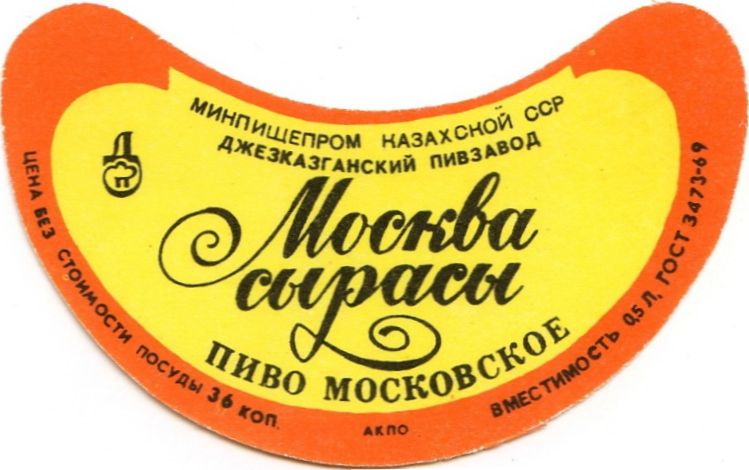 МИНПИЩЕПРОМ КАЗАХСКОЙ ССР
ДЖЕЗКАЗГАНСКИЙ ПИВЗАВОД
Москва
сырасы
ПИВО МОСКОВСКОЕ
ЦЕНА БЕЗ СТОИМОСТИ ПОСУДЫ 36 КОП.
АКПО
ВМЕСТИМОСТЬ 0,5 Л, ГОСТ 3473-69